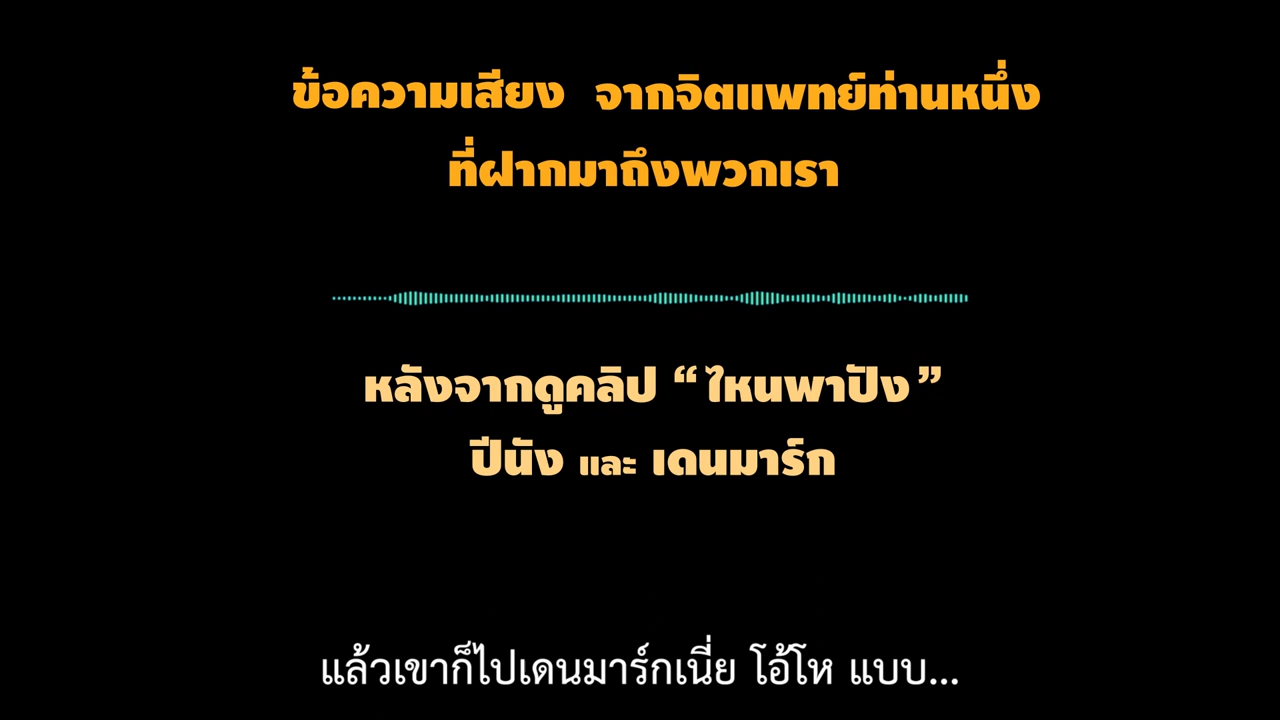 ข้อความเสียง จากจิตแพทย์ท่านหนึ่ง
ที่ฝากมาถึงพวกเรา
หลังจากดูคลิป “ไหนพาปัง”
ปีนัง และ เดนมาร์ก
แล้วเขาก็ไปเดนมาร์กเนี่ย โอ้โห แบบ...